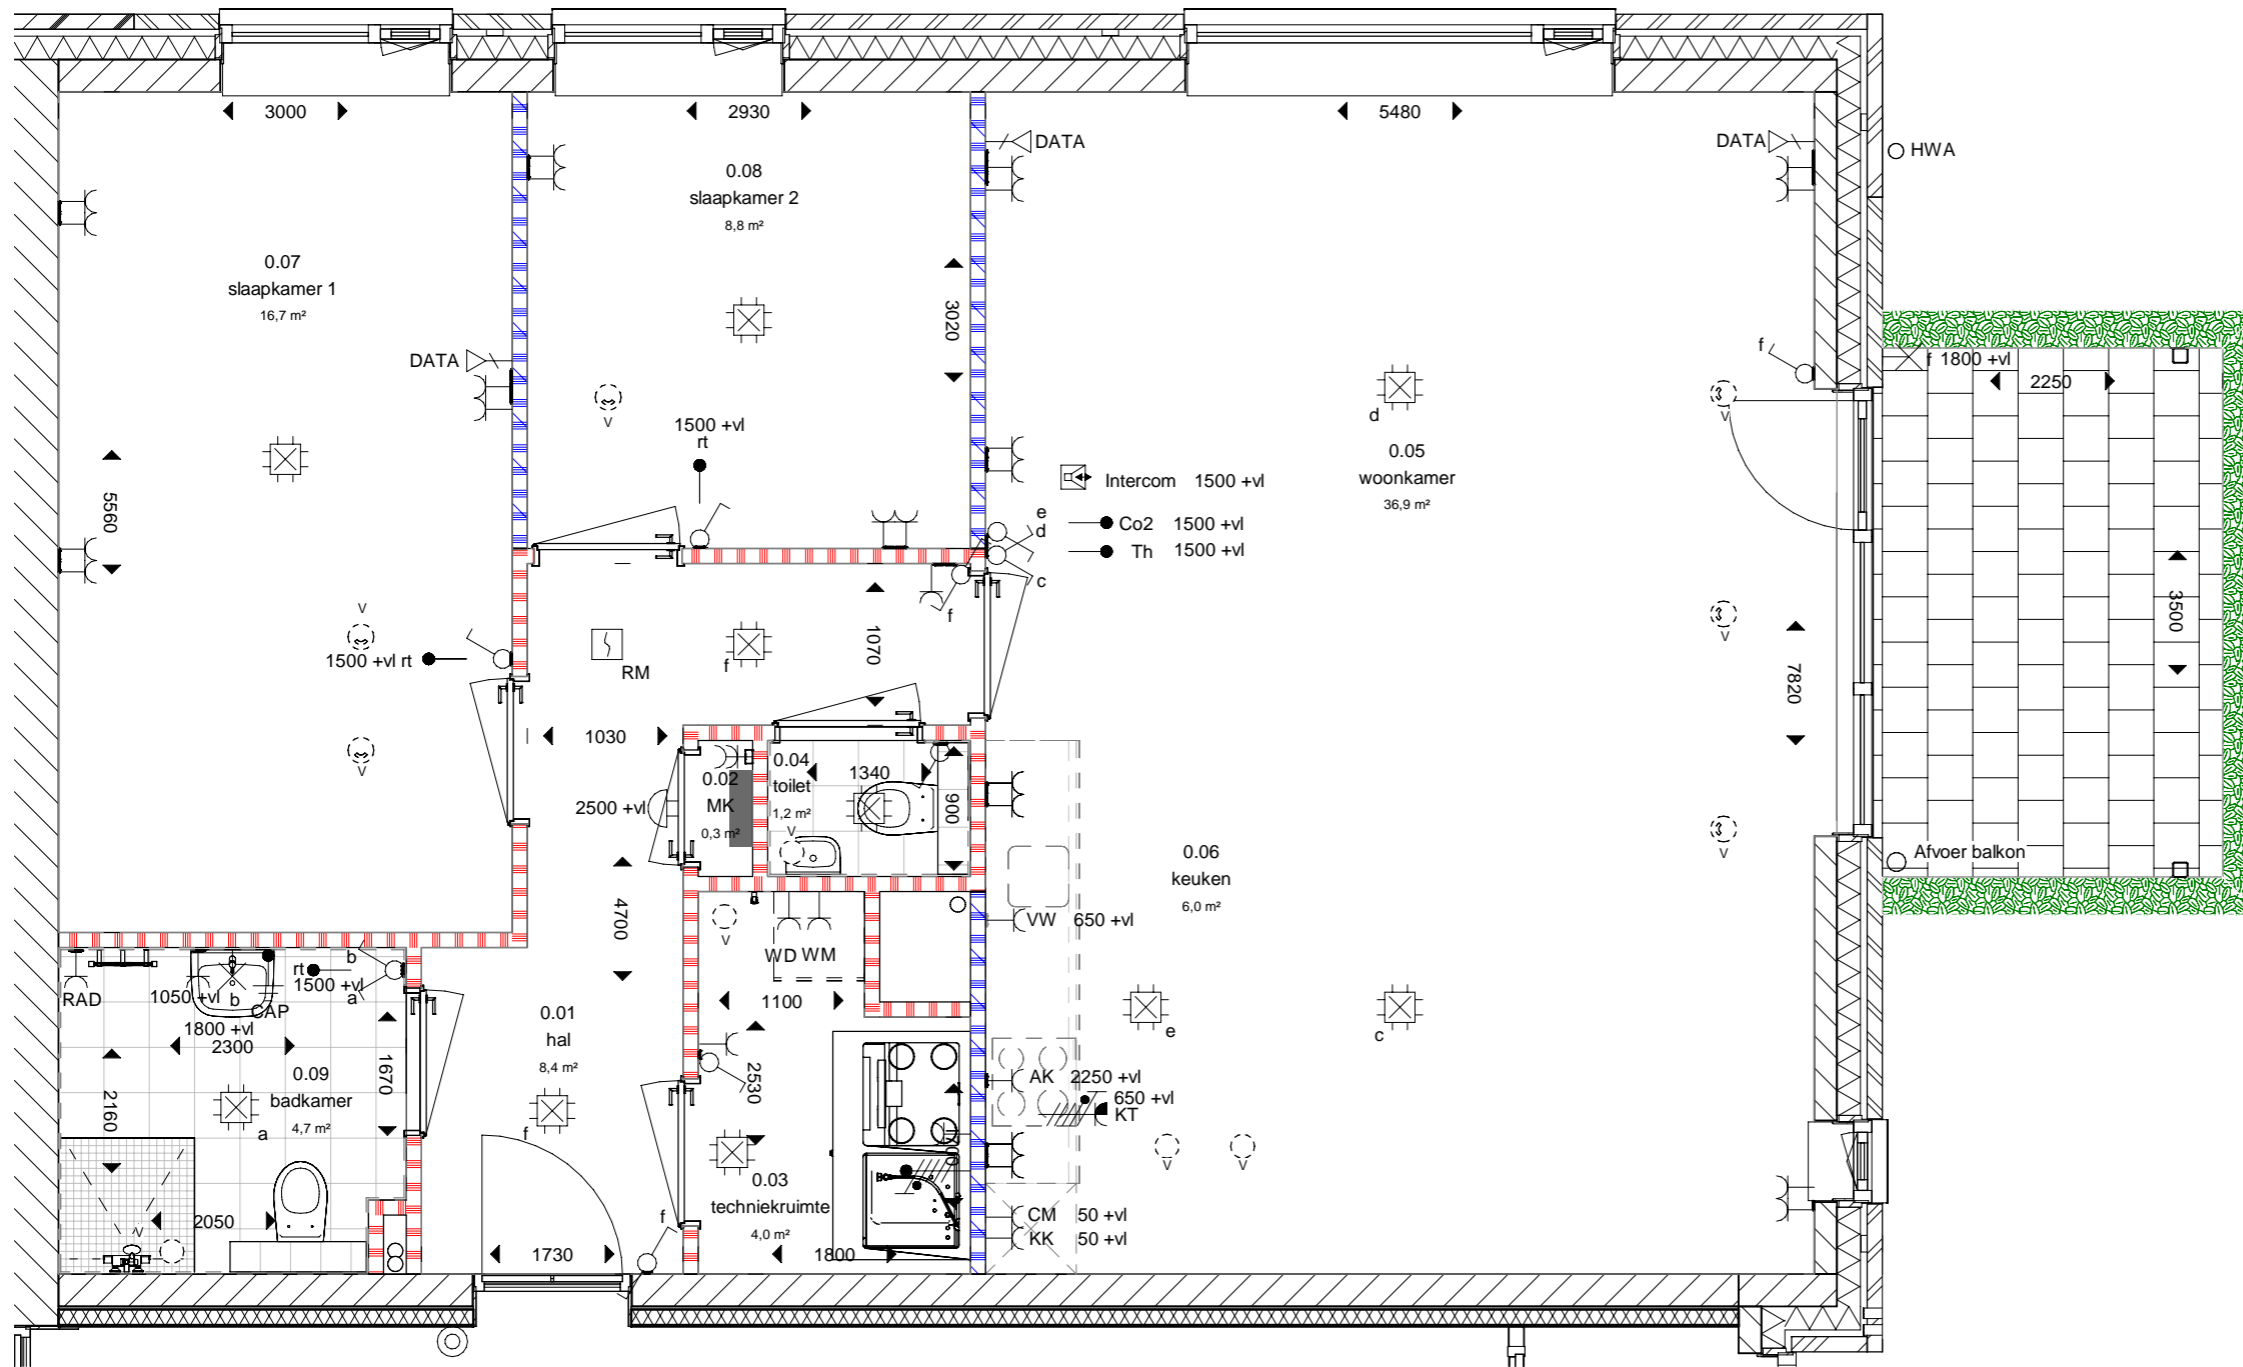 3000
2930
5480
DATA
DATA
HWA
0.08
slaapkamer 2
8,8 m²
0.07
slaapkamer 1
16,7 m²
3020
DATA
f
f 1800 +vl
2250
d
V
V
1500 +vl
rt
0.05
woonkamer
36,9 m²
Intercom 1500 +vl
5560
e
d
Co2 1500 +vl
Th 1500 +vl
c
f
3500
V
V
1500 +vl rt
RM
f
1070
7820
1030
V
0.04
toilet
1,2 m²
V
1340
900
0.02
MK
0,3 m²
2500 +vl
V
0.06
keuken
6,0 m²
Afvoer balkon
4700
V
VW 650 +vl
WD WM
b
rt
1500 +vl
a
RAD
1050 +vl
b
CAP
1800 +vl
2300
1100
0.01
hal
8,4 m²
e
c
1670
2530
0.09
badkamer
4,7 m²
a
2160
AK 2250 +vl
650 +vl
KT
f
V
V
0.03
techniekruimte
4,0 m²
2050
V
f
CM 50 +vl
KK 50 +vl
1730
1800